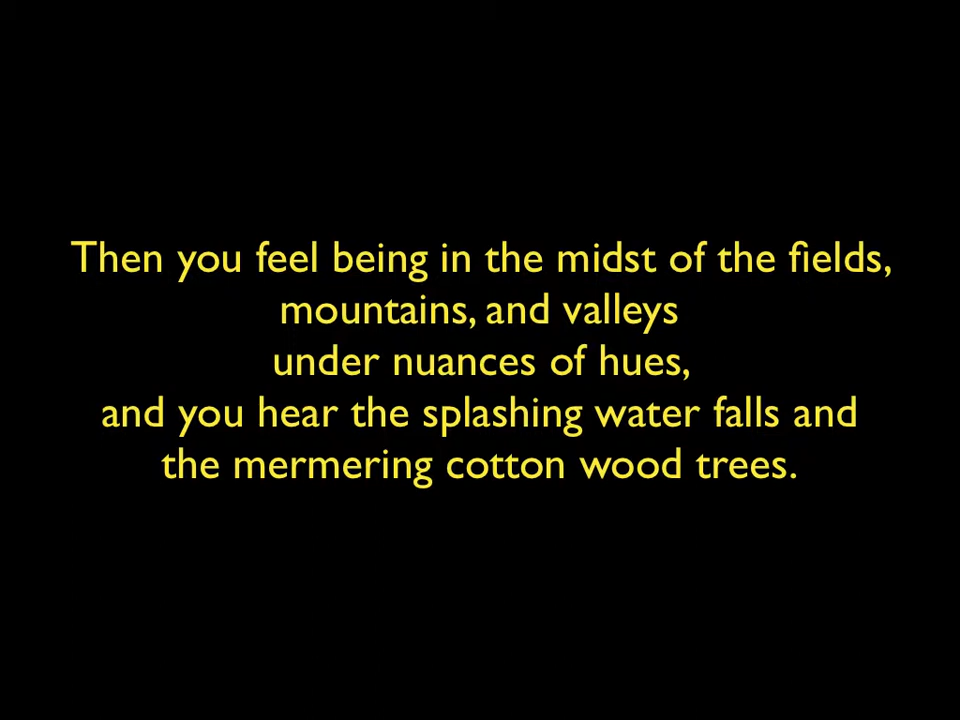 Then you feel being in the midst of the fields,
mountains, and valleys
under nuances of hues,
and you hear the splashing water falls and
the mermering cotton wood trees.